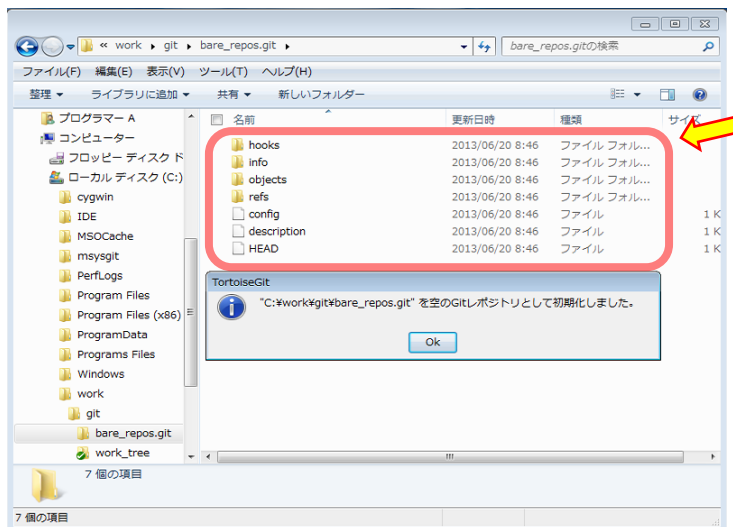 « work ▸ git ▸ bare_repos.git ▸
bare_repos.gitの検索
ファイル(F) 編集(E) 表示(V) ツール(T) ヘルプ(H)
整理 ▼ ライブラリに追加 ▼ 共有 ▼ 新しいフォルダー
プログラマー A
コンピューター
フロッピー ディスク ド
ローカル ディスク (C:)
cygwin
IDE
MSOCache
msysgit
PerfLogs
Program Files
Program Files (x86)
ProgramData
Programs Files
Windows
work
git
bare_repos.git
work_tree
名前 更新日時 種類 サイズ
hooks 2013/06/20 8:46 ファイル フォル...
info 2013/06/20 8:46 ファイル フォル...
objects 2013/06/20 8:46 ファイル フォル...
refs 2013/06/20 8:46 ファイル フォル...
config 2013/06/20 8:46 ファイル 1 K
description 2013/06/20 8:46 ファイル 1 K
HEAD 2013/06/20 8:46 ファイル 1 K
TortoiseGit
"C:¥work¥git¥bare_repos.git" を空のGitレポジトリとして初期化しました。
Ok
7 個の項目
7 個の項目